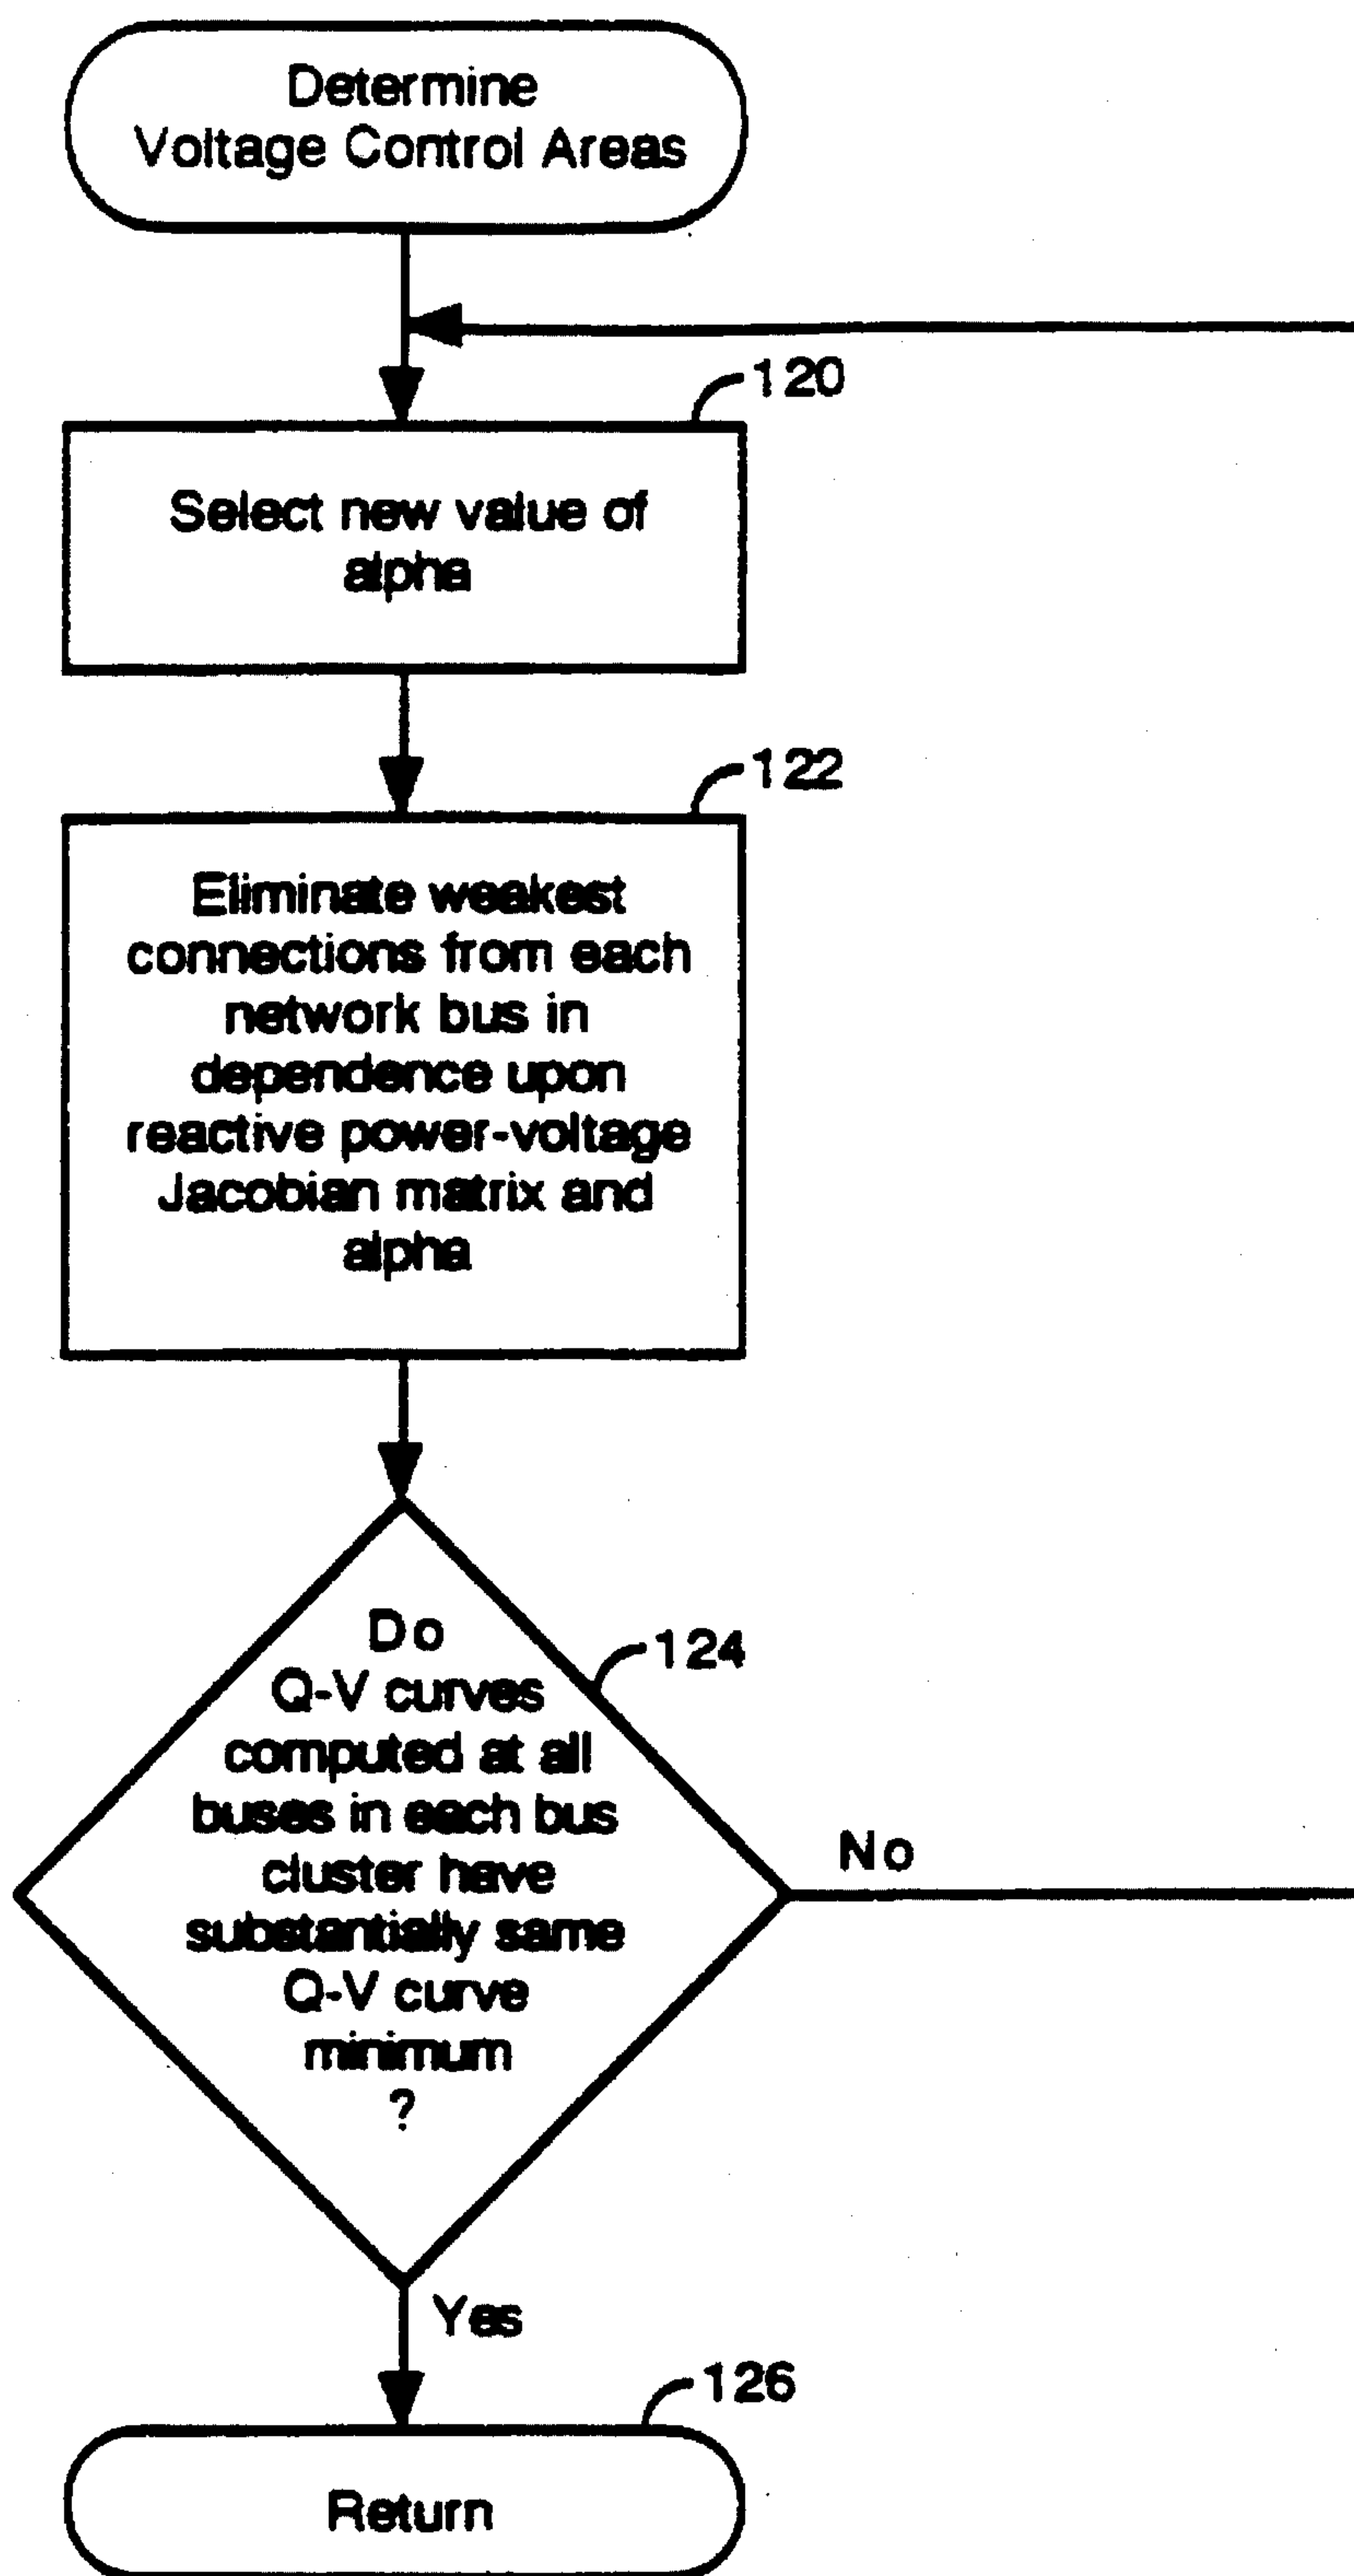 Determine
Voltage Control Areas
120
Select new value of
alpha
122
Eliminate weakest
connections from each
network bus in
dependence upon
reactive power-voltage
Jacobian matrix and
alpha
Do
Q-V curves
124
computed at all
buses in each bus
cluster have
substantially same
Q-V curve
minimum
?
No
Yes
126
Return